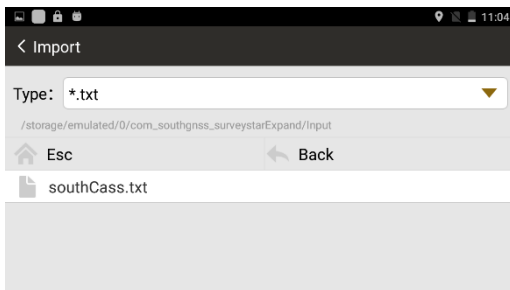 11:04
Import
Type: *.txt
/storage/emulated/0/com_southgnss_surveystarExpand/Input
Esc Back
southCass.txt